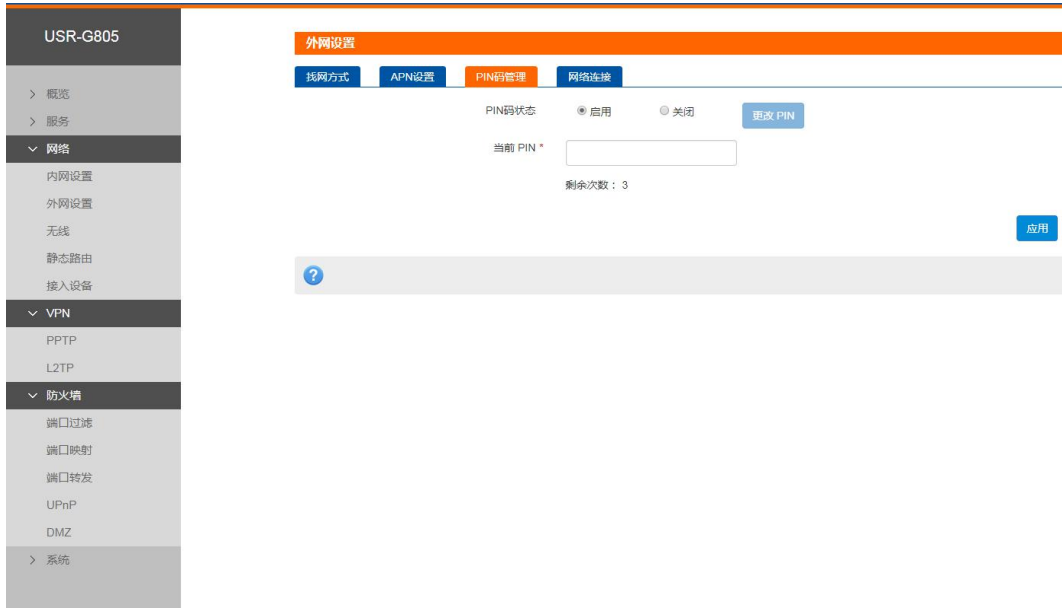 USR-G805
概览
服务
网络
内网设置
外网设置
无线
静态路由
接入设备
VPN
PPTP
L2TP
防火墙
端口过滤
端口映射
端口转发
UPnP
DMZ
系统
外网设置
找网方式 APN设置 PIN码管理 网络连接
PIN码状态 启用 关闭 更改 PIN
当前 PIN *
剩余次数： 3
应用
?